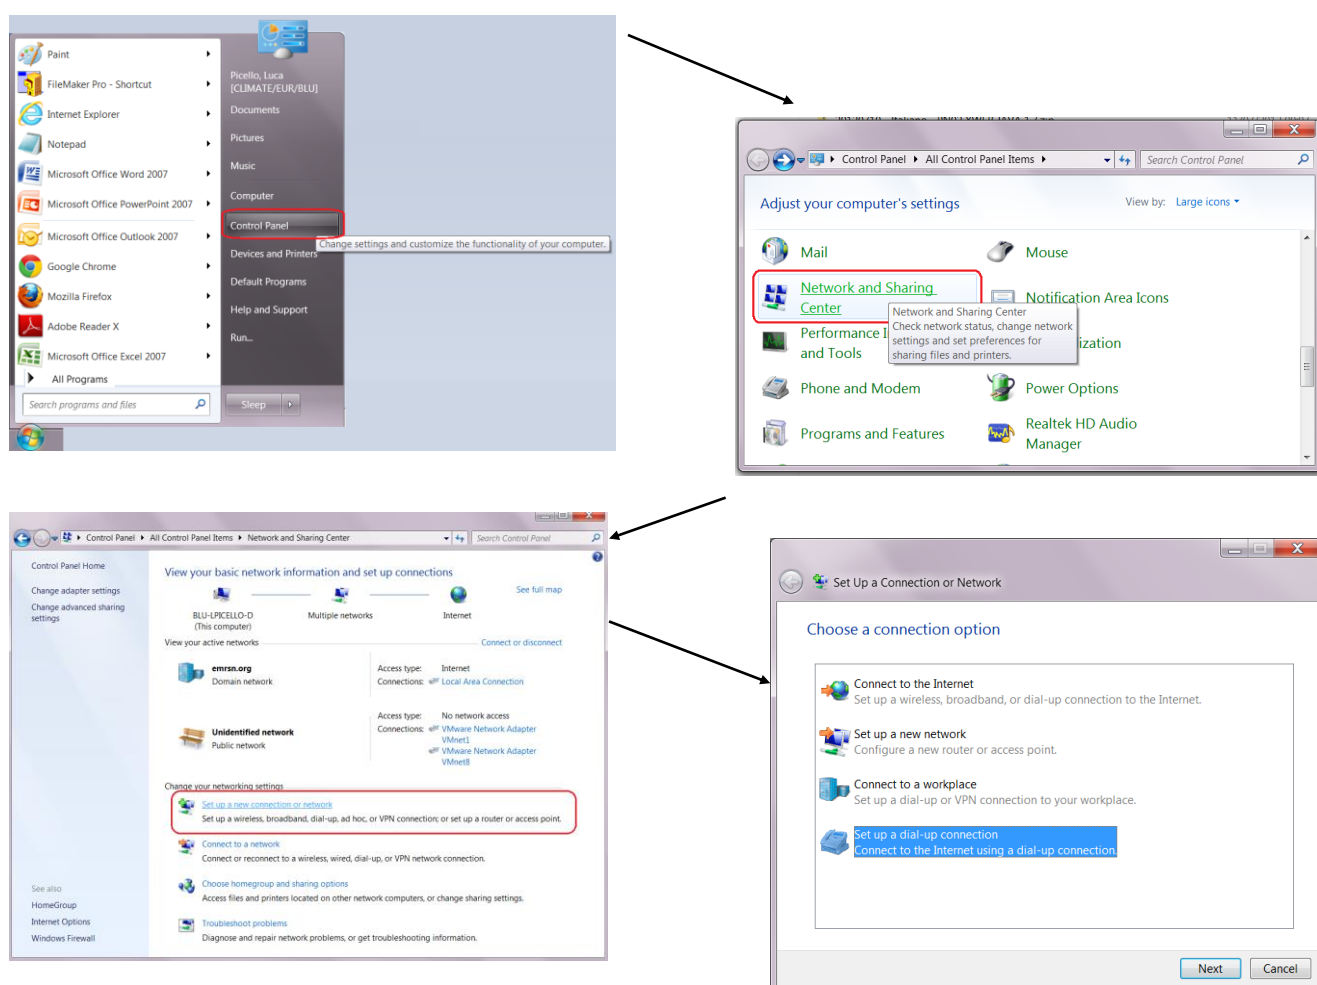 Paint
FileMaker Pro - Shortcut
Internet Explorer
Notepad
Microsoft Office Word 2007
Microsoft Office PowerPoint 2007
Microsoft Office Outlook 2007
Google Chrome
Mozilla Firefox
Adobe Reader X
Microsoft Office Excel 2007
All Programs
Search programs and files
Picello, Luca
[CLIMATE/EUR/BLU]
Documents
Pictures
Music
Computer
Control Panel
Change settings and customize the functionality of your computer.
Devices and Printers
Default Programs
Help and Support
Run...
Sleep
Control Panel All Control Panel Items
Search Control Panel
Adjust your computer's settings
View by: Large icons
Mail
Mouse
Network and Sharing
Center
Notification Area Icons
Network and Sharing Center
Check network status, change network
settings and set preferences for
sharing files and printers.
Performance I
and Tools
ization
Phone and Modem
Power Options
Programs and Features
Realtek HD Audio
Manager
Control Panel All Control Panel Items Network and Sharing Center
Search Control Panel
Control Panel Home
Change adapter settings
Change advanced sharing
settings
See also
HomeGroup
Internet Options
Windows Firewall
View your basic network information and set up connections
See full map
BLU-LPICELLO-D
(This computer)
Multiple networks
Internet
View your active networks
Connect or disconnect
emrsn.org
Domain network
Access type: Internet
Connections: Local Area Connection
Unidentified network
Public network
Access type: No network access
Connections: VMware Network Adapter
VMnet1
VMware Network Adapter
VMnet8
Change your networking settings
Set up a new connection or network
Set up a wireless, broadband, dial-up, ad hoc, or VPN connection; or set up a router or access point.
Connect to a network
Connect or reconnect to a wireless, wired, dial-up, or VPN network connection.
Choose homegroup and sharing options
Access files and printers located on other network computers, or change sharing settings.
Troubleshoot problems
Diagnose and repair network problems, or get troubleshooting information.
Set Up a Connection or Network
Choose a connection option
Connect to the Internet
Set up a wireless, broadband, or dial-up connection to the Internet.
Set up a new network
Configure a new router or access point.
Connect to a workplace
Set up a dial-up or VPN connection to your workplace.
Set up a dial-up connection
Connect to the Internet using a dial-up connection.
Next
Cancel